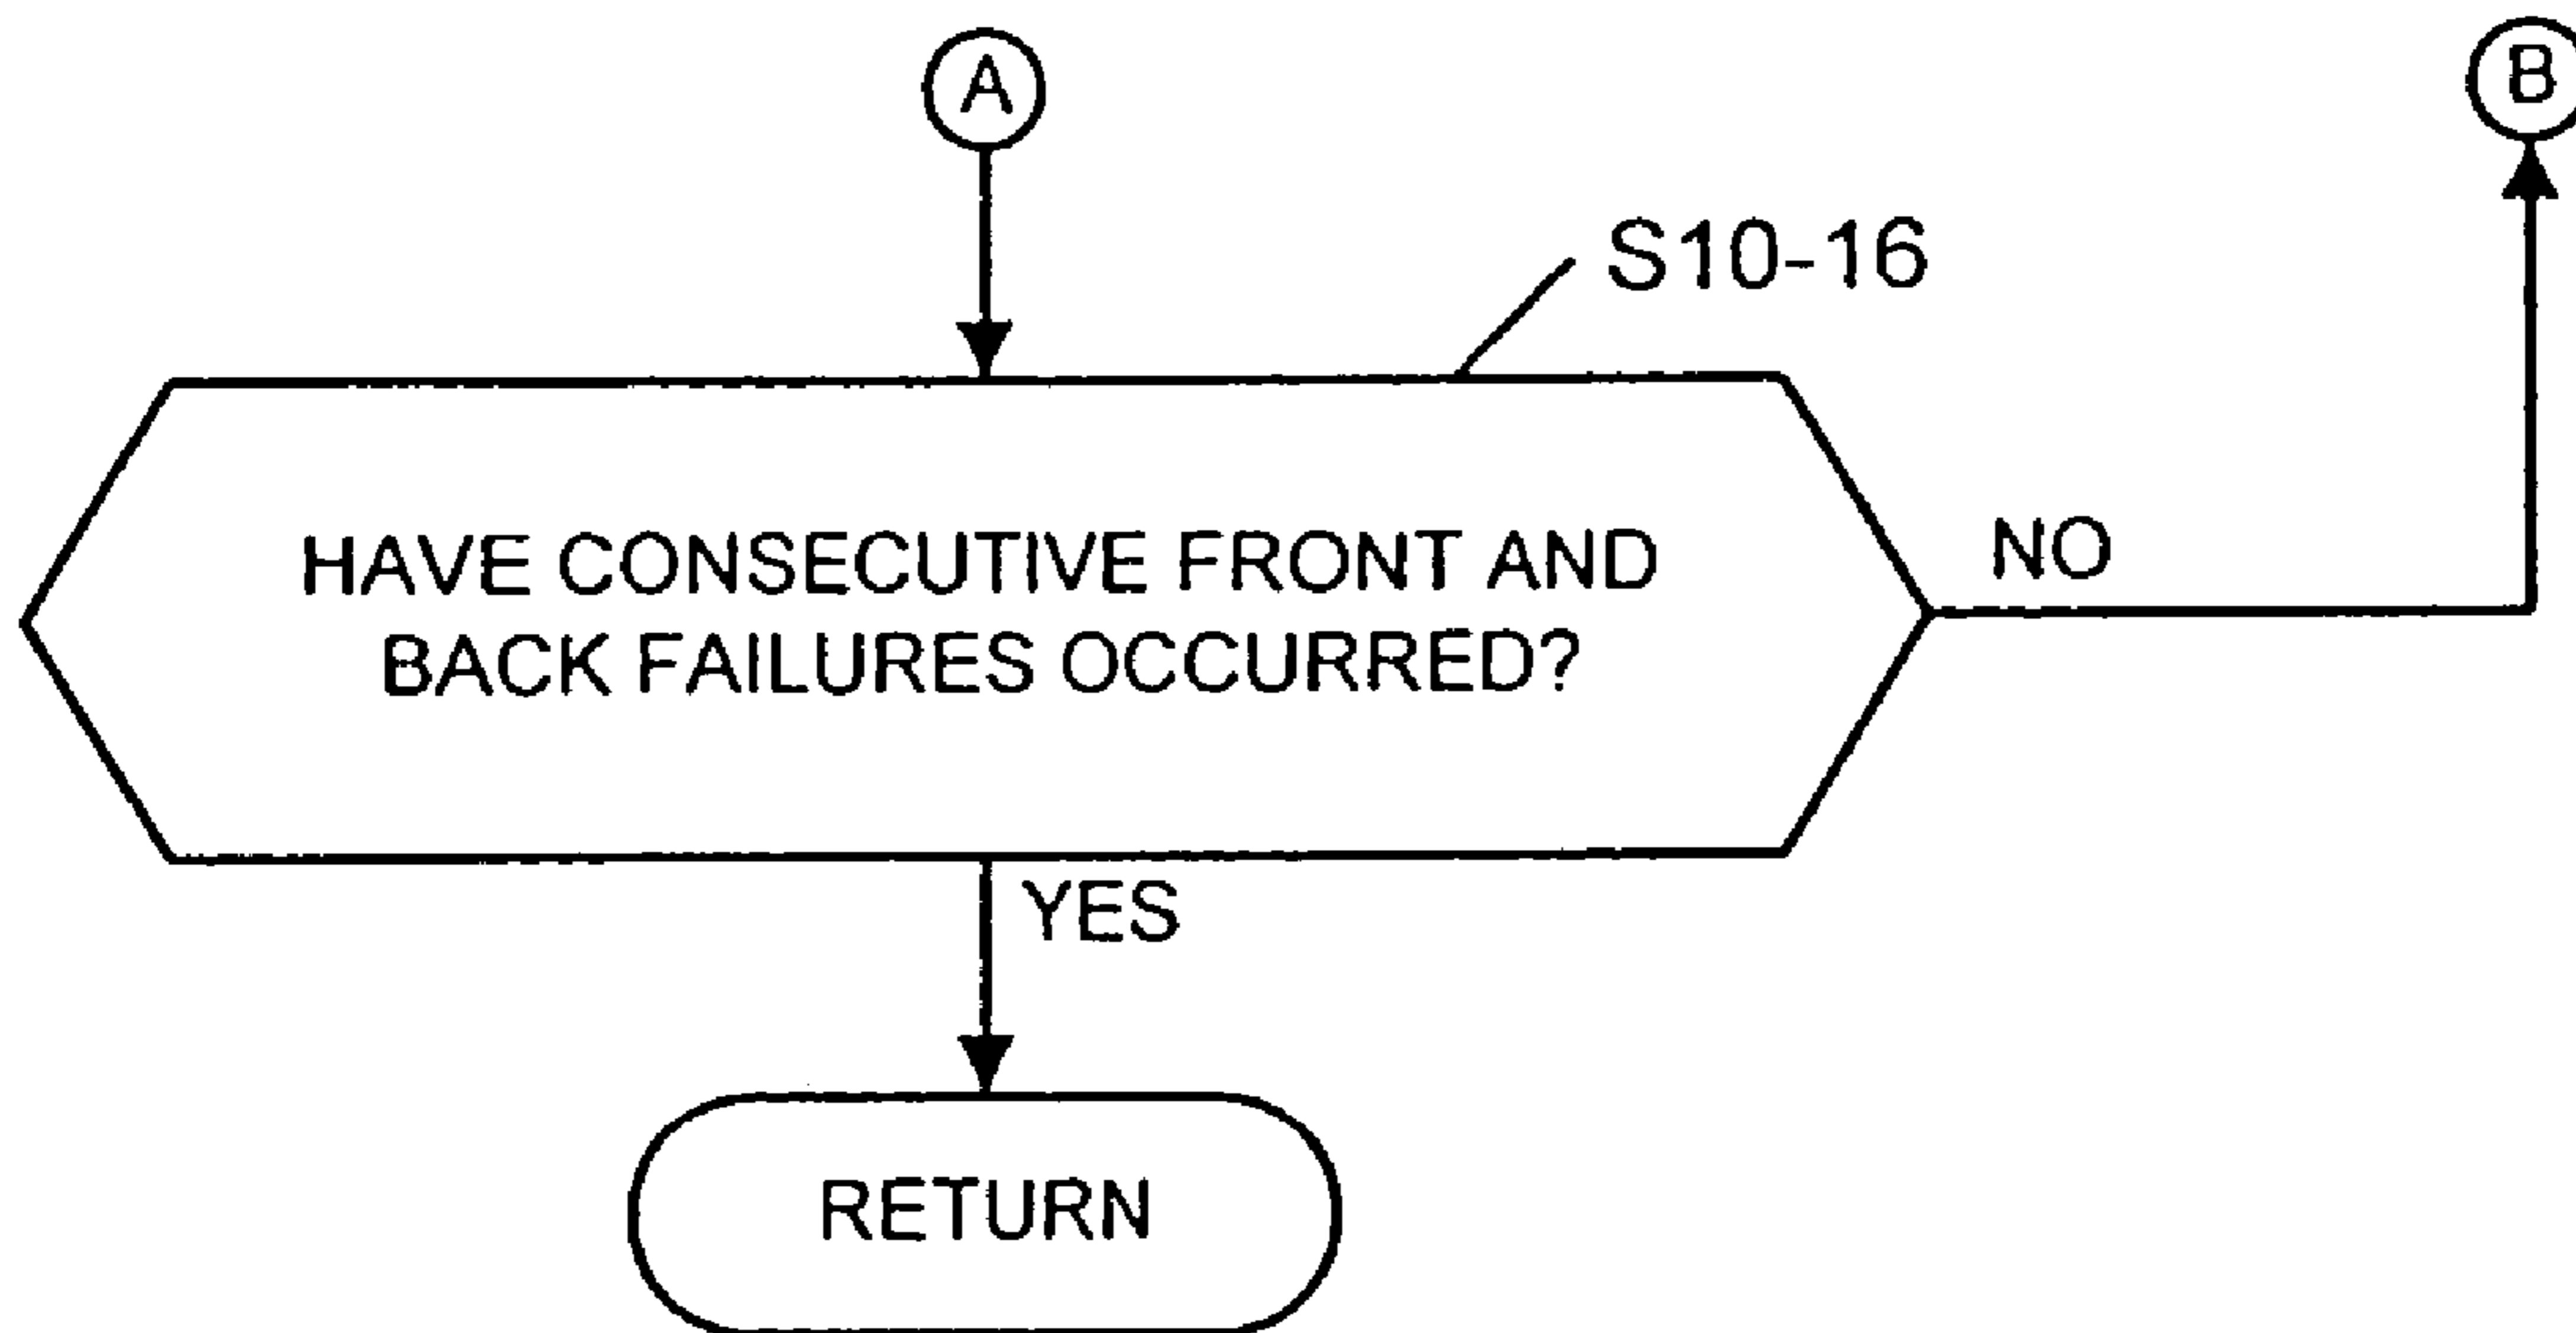 A
B
S10-16
HAVE CONSECUTIVE FRONT AND
BACK FAILURES OCCURRED?
NO
YES
RETURN